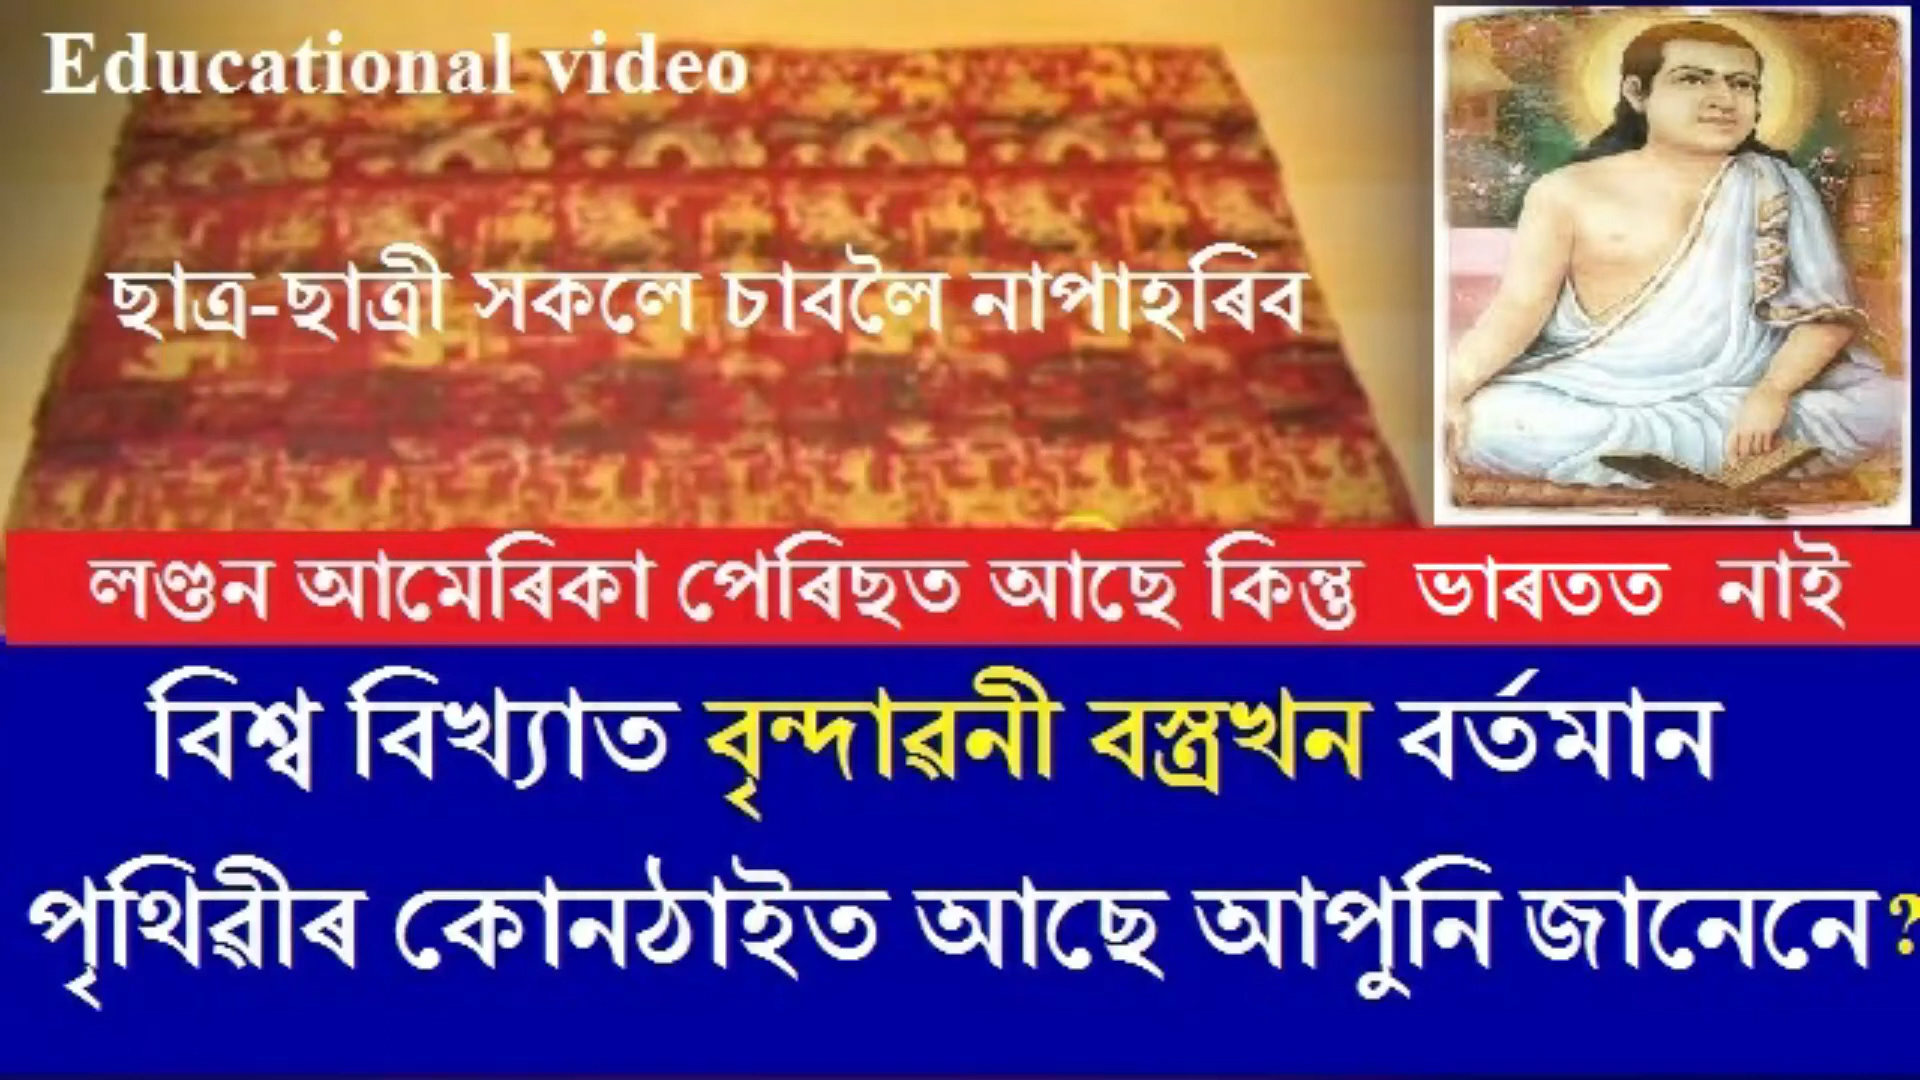 Educational video
ছাত্ৰ-ছাত্ৰী সকলে চাবলৈ নাপাহৰিব
লণ্ডন আমেৰিকা পেৰিছত আছে কিন্তু ভাৰতত নাই
বিশ্ব বিখ্যাত বৃন্দাৱনী বস্ত্ৰখন বৰ্তমান
পৃথিৱীৰ কোনঠাইত আছে আপুনি জানেনে?